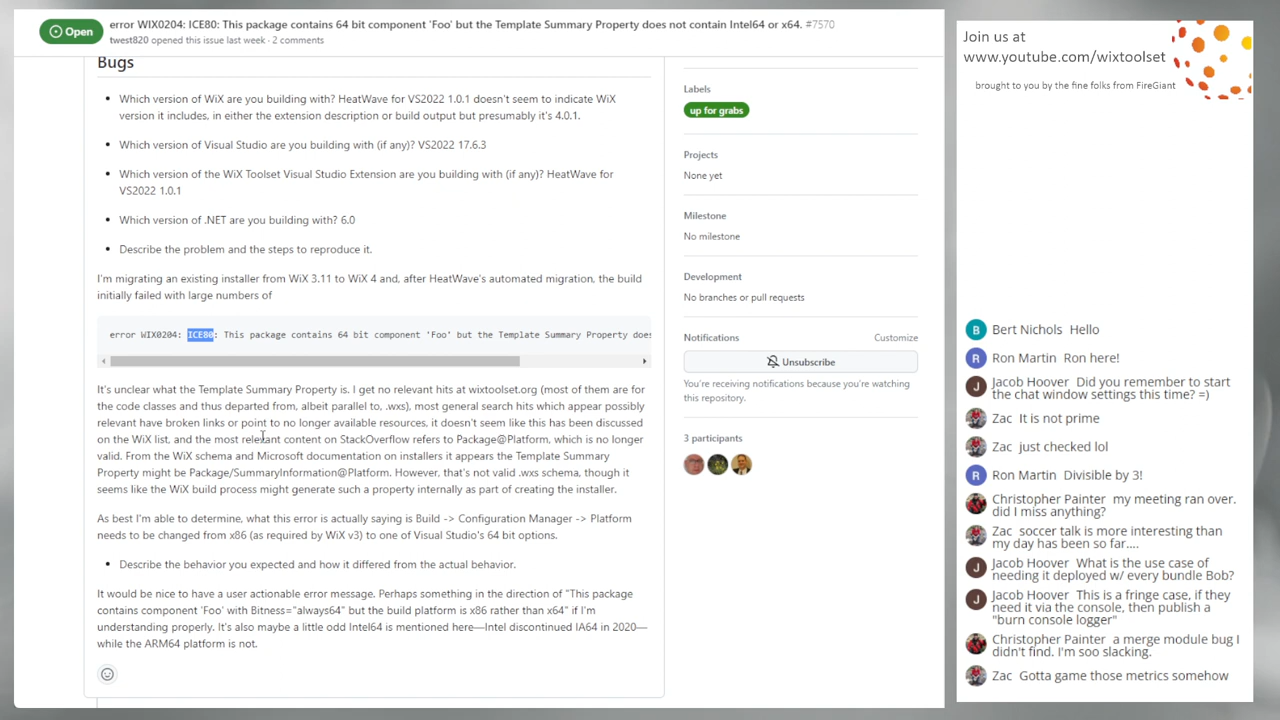 Open
error WIX0204: ICE80: This package contains 64 bit component 'Foo' but the Template Summary Property does not contain Intel64 or x64. #7570
twest820 opened this issue last week · 2 comments
Bugs
• Which version of WiX are you building with? HeatWave for VS2022 1.0.1 doesn't seem to indicate WiX
version it includes, in either the extension description or build output but presumably it's 4.0.1.
• Which version of Visual Studio are you building with (if any)? VS2022 17.6.3
• Which version of the WiX Toolset Visual Studio Extension are you building with (if any)? HeatWave for
VS2022 1.0.1
• Which version of .NET are you building with? 6.0
• Describe the problem and the steps to reproduce it.
I'm migrating an existing installer from WiX 3.11 to WiX 4 and, after HeatWave's automated migration, the build
initially failed with large numbers of
error WIX0204: ICE80: This package contains 64 bit component 'Foo' but the Template Summary Property does
It's unclear what the Template Summary Property is. I get no relevant hits at wixtoolset.org (most of them are for
the code classes and thus departed from, albeit parallel to, .wxs), most general search hits which appear possibly
relevant have broken links or point to no longer available resources, it doesn't seem like this has been discussed
on the WiX list, and the most relevant content on StackOverflow refers to Package@Platform, which is no longer
valid. From the WiX schema and Microsoft documentation on installers it appears the Template Summary
Property might be Package/SummaryInformation@Platform. However, that's not valid .wxs schema, though it
seems like the WiX build process might generate such a property internally as part of creating the installer.
As best I'm able to determine, what this error is actually saying is Build -> Configuration Manager -> Platform
needs to be changed from x86 (as required by WiX v3) to one of Visual Studio's 64 bit options.
• Describe the behavior you expected and how it differed from the actual behavior.
It would be nice to have a user actionable error message. Perhaps something in the direction of "This package
contains component 'Foo' with Bitness="always64" but the build platform is x86 rather than x64" if I'm
understanding properly. It's also maybe a little odd Intel64 is mentioned here—Intel discontinued IA64 in 2020—
while the ARM64 platform is not.
Labels
up for grabs
Projects
None yet
Milestone
No milestone
Development
No branches or pull requests
Notifications
Customize
Unsubscribe
You're receiving notifications because you're watching
this repository.
3 participants
Join us at
www.youtube.com/wixtoolset
brought to you by the fine folks from FireGiant
B Bert Nichols Hello
R Ron Martin Ron here!
J Jacob Hoover Did you remember to start
the chat window settings this time? =)
Zac It is not prime
Zac just checked lol
R Ron Martin Divisible by 3!
Christopher Painter my meeting ran over.
did I miss anything?
Zac soccer talk is more interesting than
my day has been so far....
J Jacob Hoover What is the use case of
needing it deployed w/ every bundle Bob?
J Jacob Hoover This is a fringe case, if they
need it via the console, then publish a
"burn console logger"
Christopher Painter a merge module bug I
didn't find. I'm soo slacking.
Zac Gotta game those metrics somehow